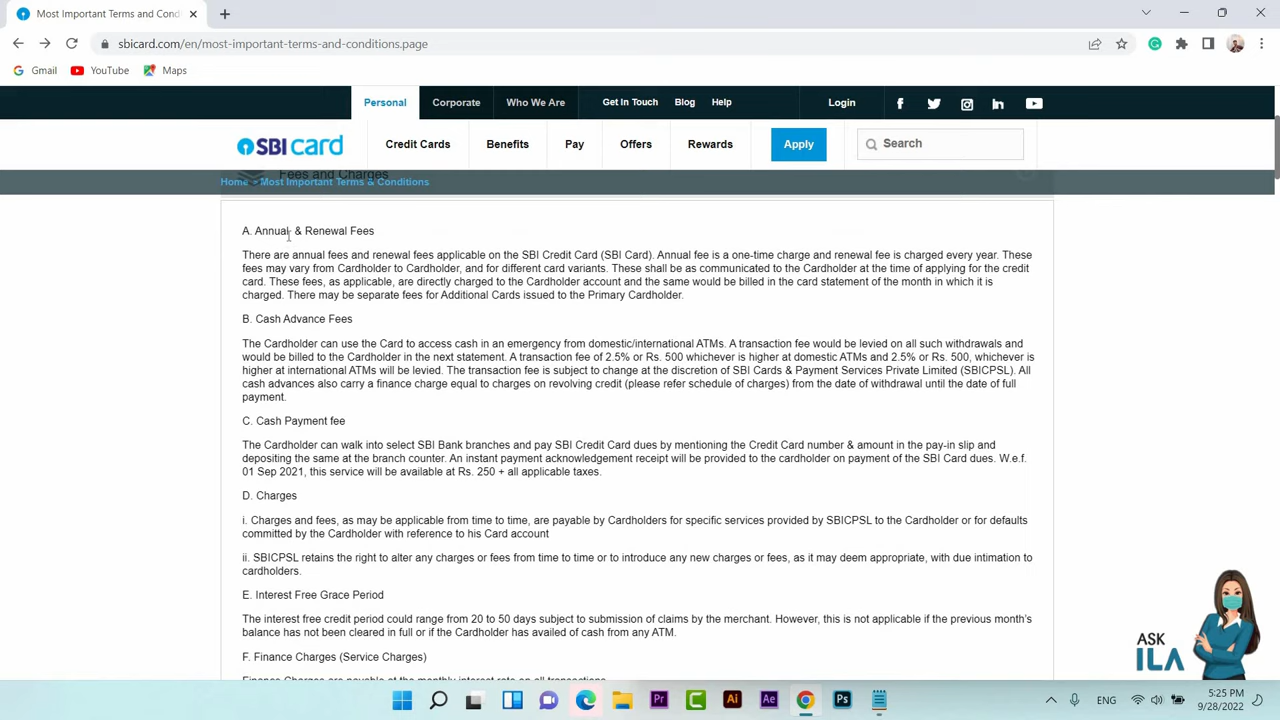 Most Important Terms and Cond
sbicard.com/en/most-important-terms-and-conditions.page
Gmail YouTube Maps
Personal Corporate Who We Are Get In Touch Blog Help Login
SBI card Credit Cards Benefits Pay Offers Rewards Apply Search
Fees and Charges
Home > Most Important Terms & Conditions
A. Annual & Renewal Fees
There are annual fees and renewal fees applicable on the SBI Credit Card (SBI Card). Annual fee is a one-time charge and renewal fee is charged every year. These
fees may vary from Cardholder to Cardholder, and for different card variants. These shall be as communicated to the Cardholder at the time of applying for the credit
card. These fees, as applicable, are directly charged to the Cardholder account and the same would be billed in the card statement of the month in which it is
charged. There may be separate fees for Additional Cards issued to the Primary Cardholder.
B. Cash Advance Fees
The Cardholder can use the Card to access cash in an emergency from domestic/international ATMs. A transaction fee would be levied on all such withdrawals and
would be billed to the Cardholder in the next statement. A transaction fee of 2.5% or Rs. 500 whichever is higher at domestic ATMs and 2.5% or Rs. 500, whichever is
higher at international ATMs will be levied. The transaction fee is subject to change at the discretion of SBI Cards & Payment Services Private Limited (SBICPSL). All
cash advances also carry a finance charge equal to charges on revolving credit (please refer schedule of charges) from the date of withdrawal until the date of full
payment.
C. Cash Payment fee
The Cardholder can walk into select SBI Bank branches and pay SBI Credit Card dues by mentioning the Credit Card number & amount in the pay-in slip and
depositing the same at the branch counter. An instant payment acknowledgement receipt will be provided to the cardholder on payment of the SBI Card dues. W.e.f.
01 Sep 2021, this service will be available at Rs. 250 + all applicable taxes.
D. Charges
i. Charges and fees, as may be applicable from time to time, are payable by Cardholders for specific services provided by SBICPSL to the Cardholder or for defaults
committed by the Cardholder with reference to his Card account
ii. SBICPSL retains the right to alter any charges or fees from time to time or to introduce any new charges or fees, as it may deem appropriate, with due intimation to
cardholders.
E. Interest Free Grace Period
The interest free credit period could range from 20 to 50 days subject to submission of claims by the merchant. However, this is not applicable if the previous month's
balance has not been cleared in full or if the Cardholder has availed of cash from any ATM.
F. Finance Charges (Service Charges)
Finance Charges are payable at the monthly interest rate on all transactions
ASK
ILA
Pr Ai Ae Ps ENG 5:25 PM
9/28/2022